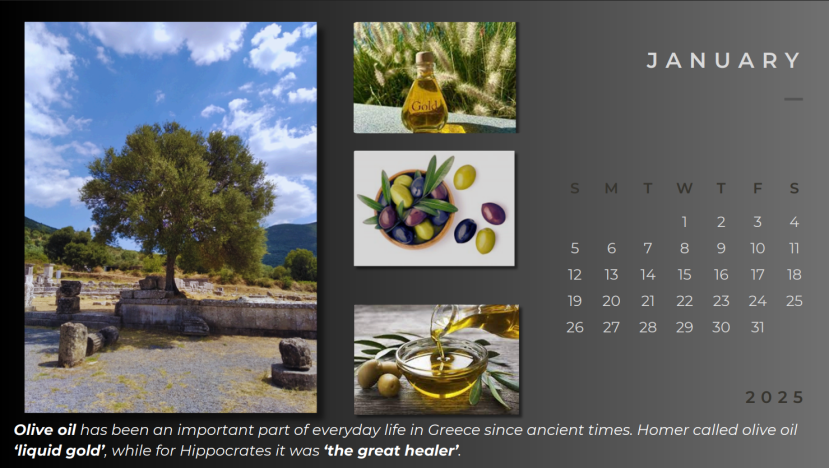 Gold
JANUARY
S M T W T F S
1 2 3 4
5 6 7 8 9 10 11
12 13 14 15 16 17 18
19 20 21 22 23 24 25
26 27 28 29 30 31
2025
Olive oil has been an important part of everyday life in Greece since ancient times. Homer called olive oil
‘liquid gold’, while for Hippocrates it was ‘the great healer’.